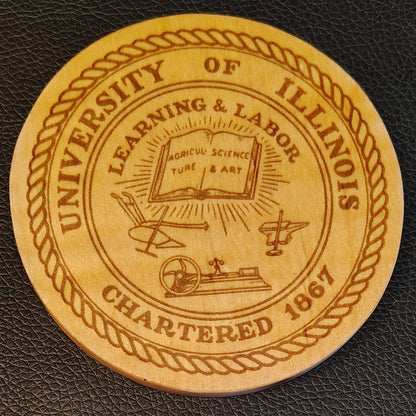 UNIVERSITY OF ILLINOIS
LEARNING & LABOR
AGRICUL
TURE
SCIENCE
& ART
CHARTERED 1867